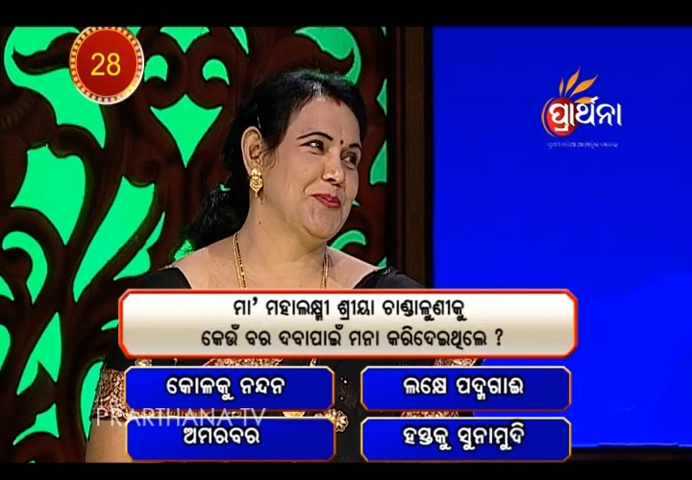 28
ପ୍ରାର୍ଥନା
ମା' ମହାଲକ୍ଷ୍ମୀ ଶ୍ରୀୟା ଚାଣ୍ଡାଳୁଣୀକୁ
କେଉଁ ବର ଦବାପାଇଁ ମନା କରିଦେଇଥିଲେ ?
କୋଳକୁ ନନ୍ଦନ
ଲକ୍ଷେ ପଦ୍ମଗାଈ
PRARTHANA TV
ଅମରବର
ହସ୍ତକୁ ସୁନାମୁଦି